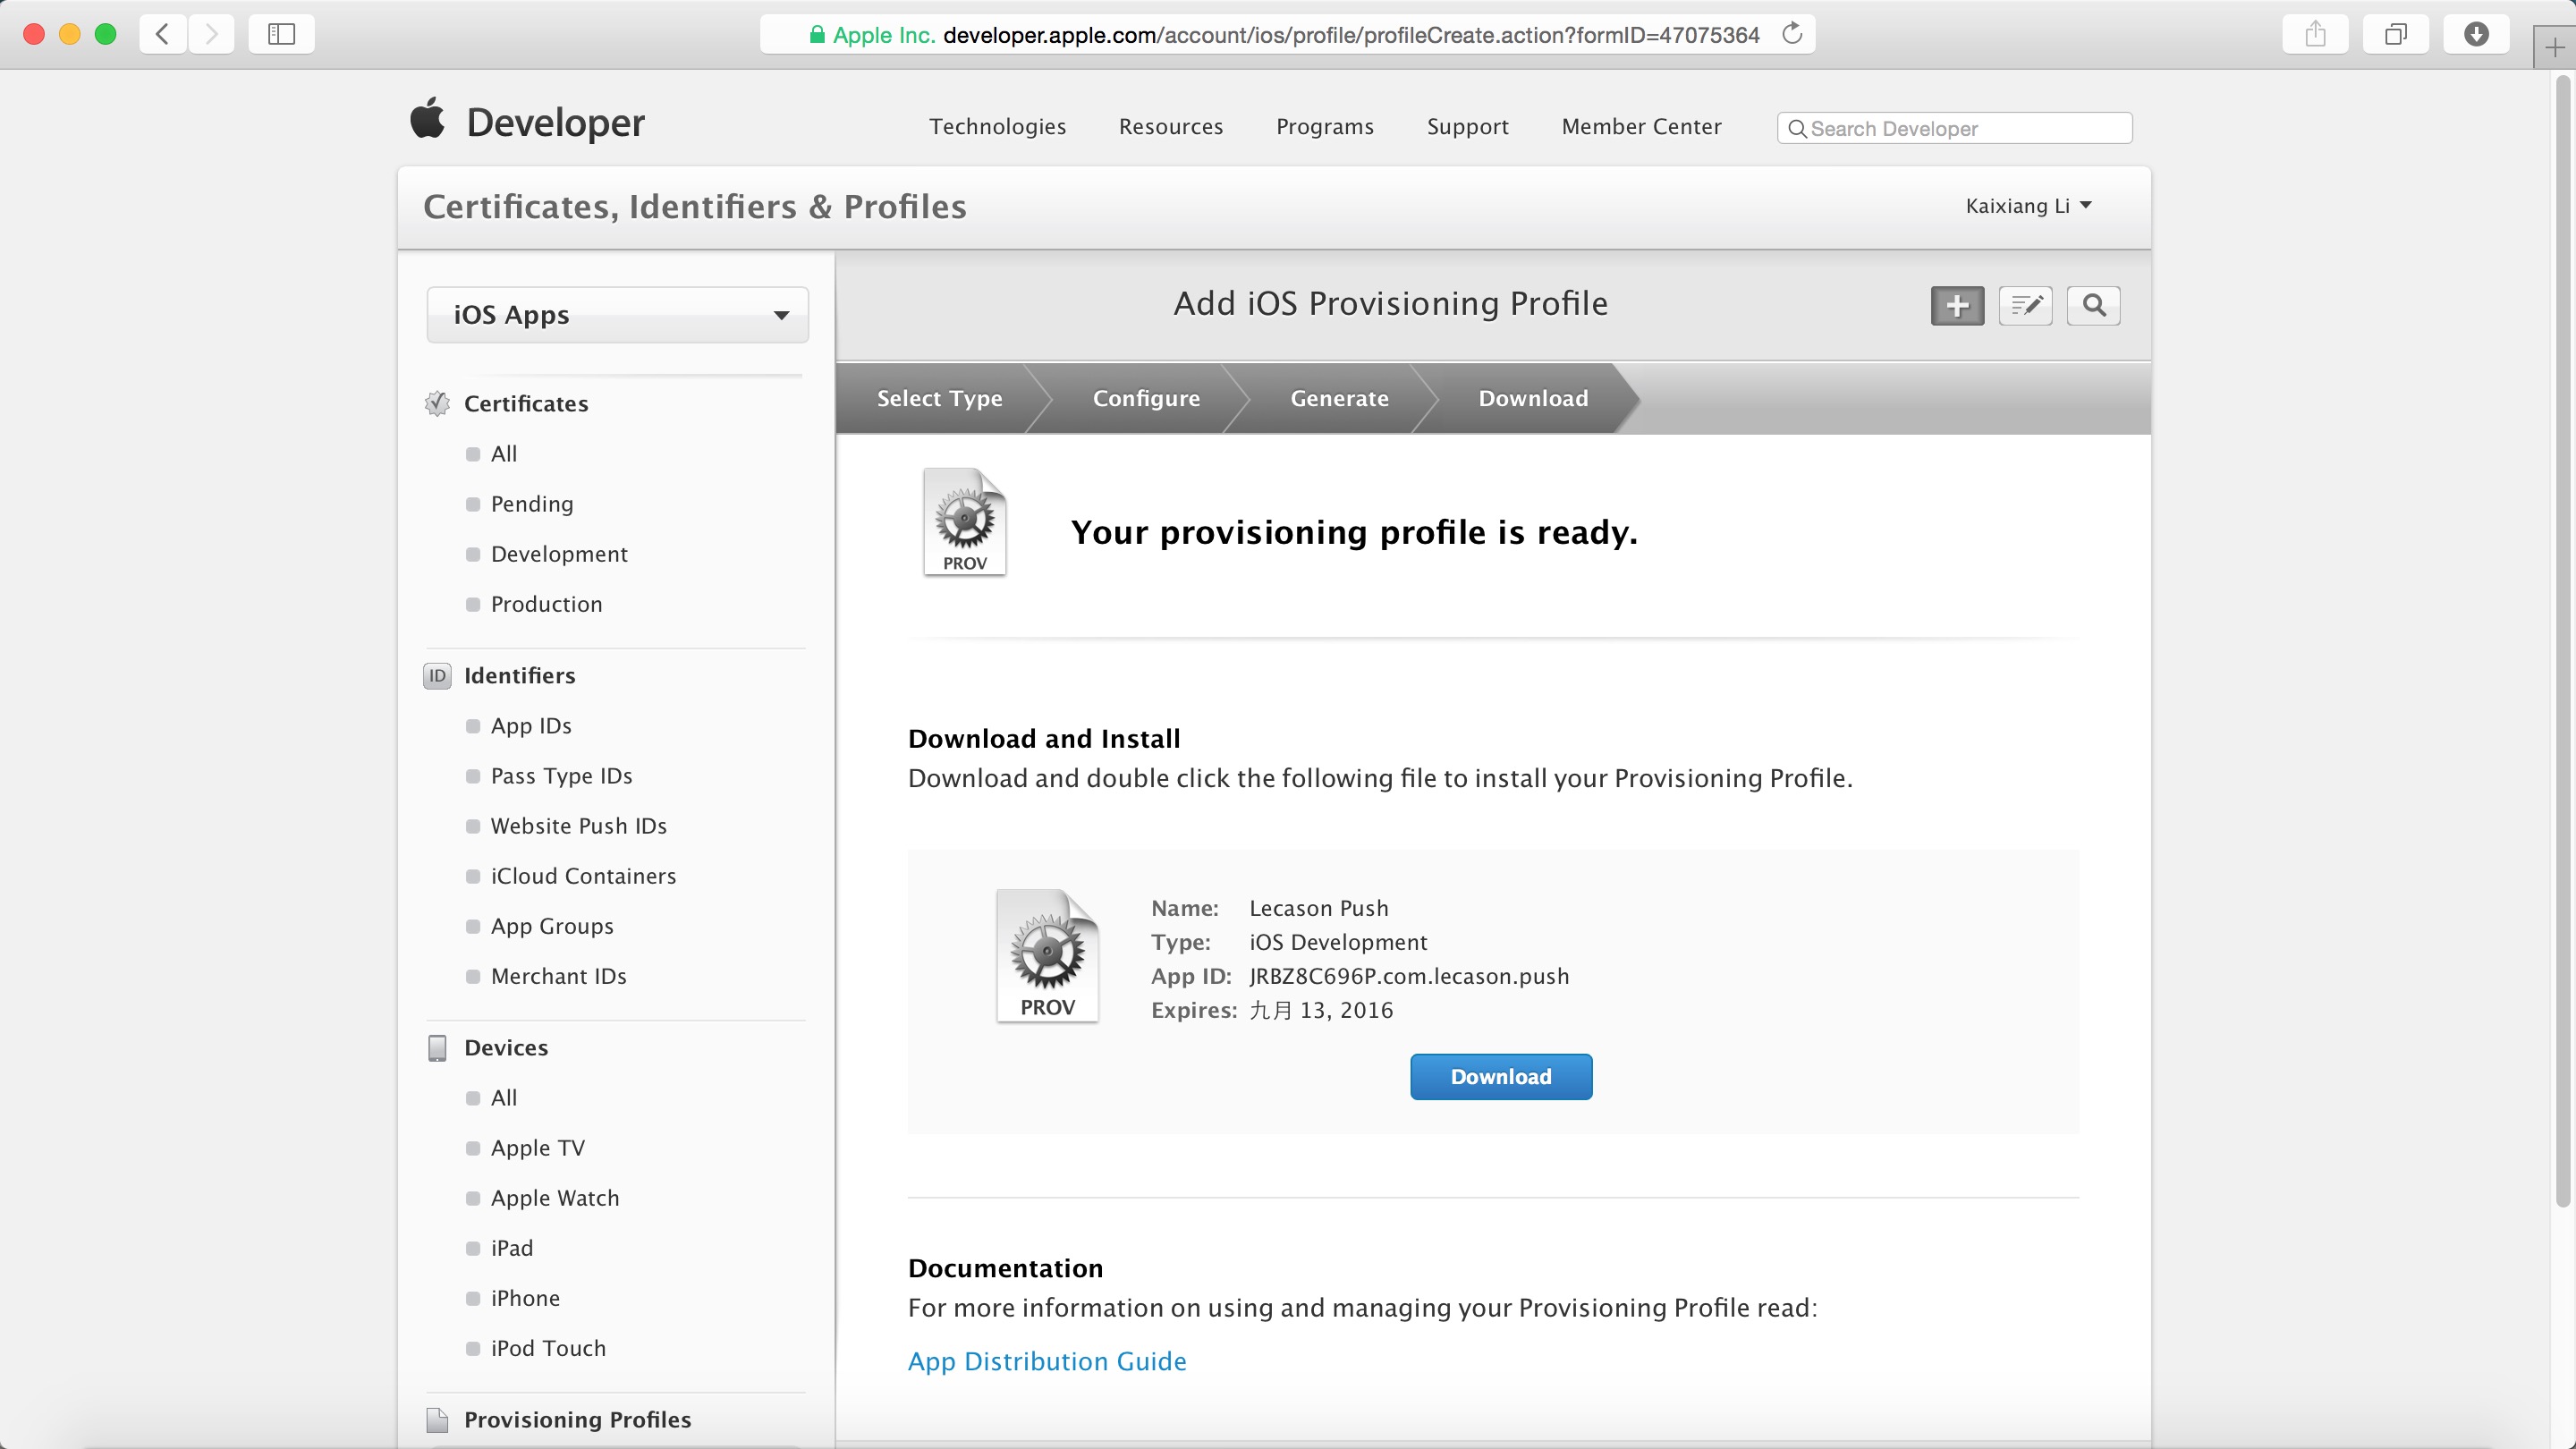 Apple Inc. developer.apple.com/account/ios/profile/profileCreate.action?formID=47075364
Developer
Technologies
Resources
Programs
Support
Member Center
Search Developer
Certificates, Identifiers & Profiles
Kaixiang Li
iOS Apps
Add iOS Provisioning Profile
Select Type
Configure
Generate
Download
Certificates
All
Pending
Development
Production
ID
Identifiers
App IDs
Pass Type IDs
Website Push IDs
iCloud Containers
App Groups
Merchant IDs
Devices
All
Apple TV
Apple Watch
iPad
iPhone
iPod Touch
Provisioning Profiles
PROV
Your provisioning profile is ready.
Download and Install
Download and double click the following file to install your Provisioning Profile.
PROV
Name: Lecason Push
Type: iOS Development
App ID: JRBZ8C696P.com.lecason.push
Expires: 九月 13, 2016
Download
Documentation
For more information on using and managing your Provisioning Profile read:
App Distribution Guide